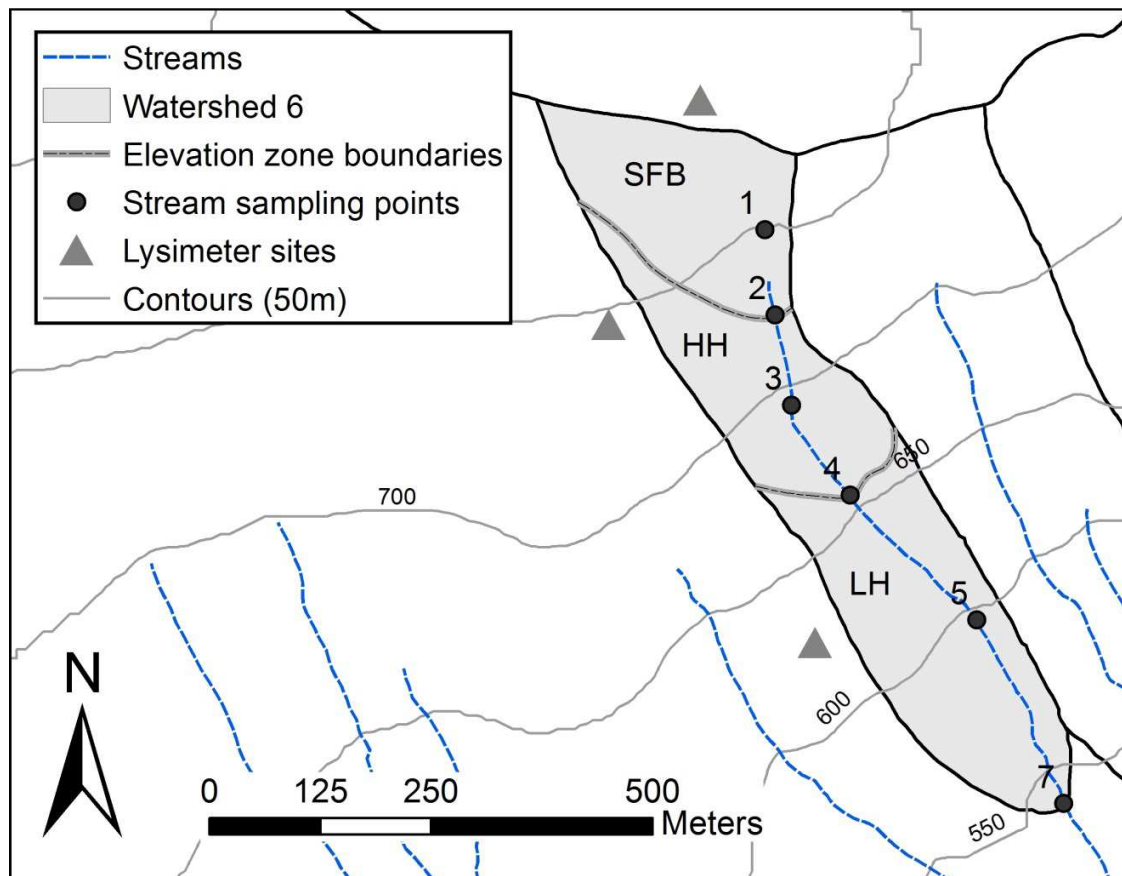 Streams
Watershed 6
Elevation zone boundaries
Stream sampling points
Lysimeter sites
Contours (50m)
SFB
1
2
HH
3
4
650
700
LH
5
600
7
550
N
0 125 250 500
Meters